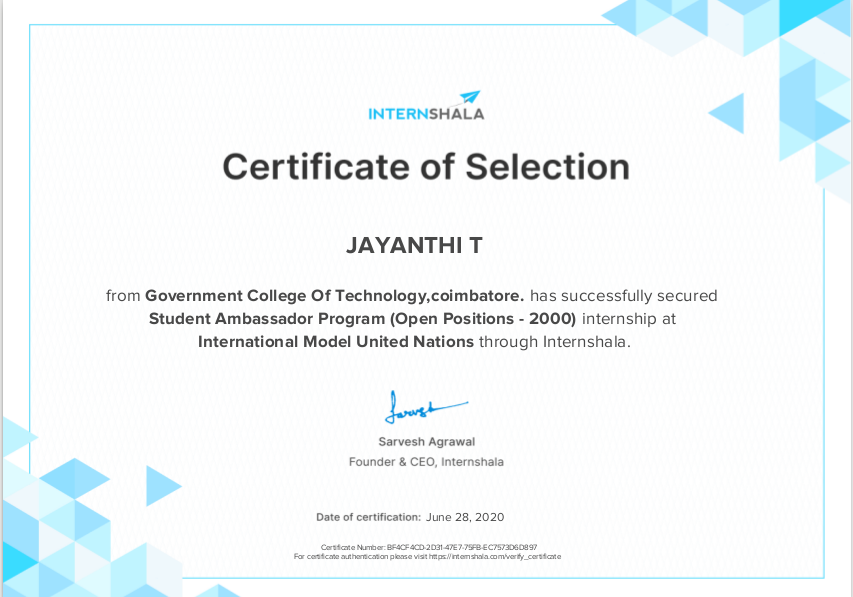 INTERNSHALA
Certificate of Selection
JAYANTHI T
from Government College Of Technology,coimbatore. has successfully secured
Student Ambassador Program (Open Positions - 2000) internship at
International Model United Nations through Internshala.
Sarvesh Agrawal
Founder & CEO, Internshala
Date of certification: June 28, 2020
Certificate Number: BF4CF4CD-2D31-47E7-75FB-EC7573D6D897
For certificate authentication please visit https://internshala.com/verify_certificate